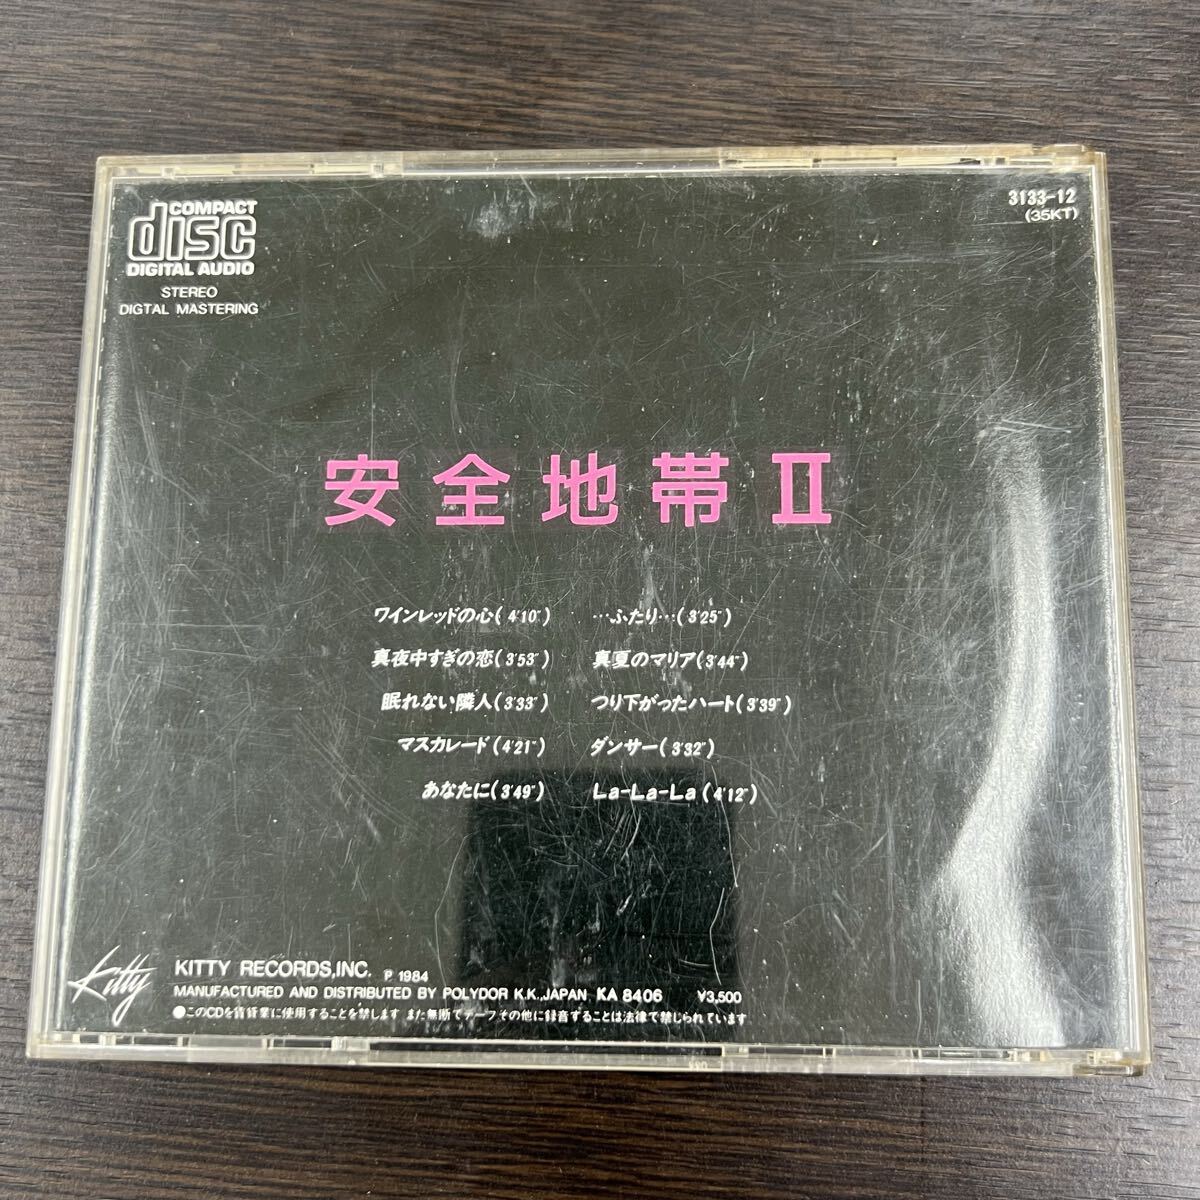 COMPACT
disc
DIGITAL AUDIO
STEREO
DIGTAL MASTERING
3133-12
(35KT)
安全地帯II
ワインレッドの心(4'10")
真夜中すぎの恋(3'53")
眠れない隣人(3'33")
マスカレード(4'21")
あなたに(3'49")
…ふたり…(3'25")
真夏のマリア(3'44")
つり下がったハート(3'39")
ダンサー(3'32")
La-La-La(4'12")
Kitty
KITTY RECORDS,INC. ℗ 1984
MANUFACTURED AND DISTRIBUTED BY POLYDOR K.K.,JAPAN KA 8406 ¥3,500
●このCDを賃貸業に使用することを禁します また無断でテープその他に録音することは法律で禁じられています